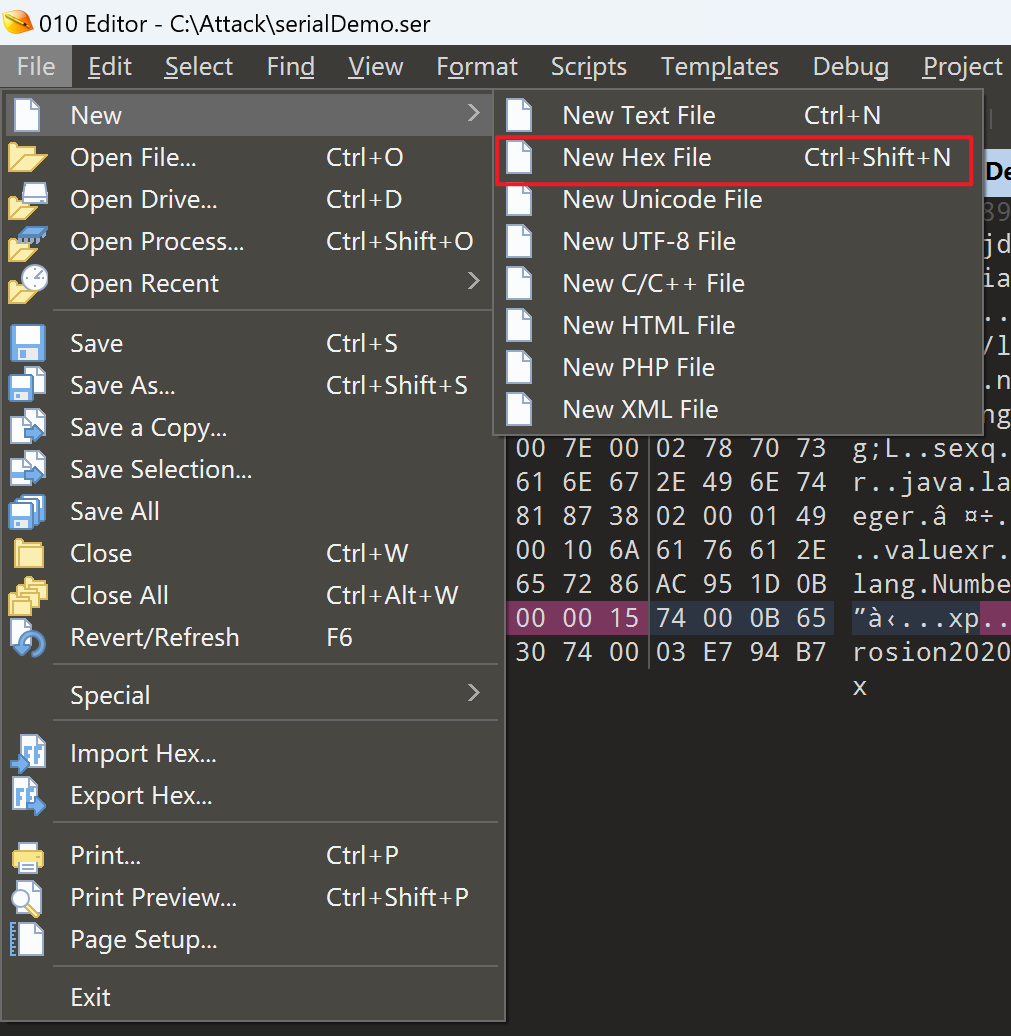 010 Editor - C:\Attack\serialDemo.ser
File Edit Select Find View Format Scripts Templates Debug Project
New
Open File... Ctrl+O
Open Drive... Ctrl+D
Open Process... Ctrl+Shift+O
Open Recent
Save Ctrl+S
Save As... Ctrl+Shift+S
Save a Copy...
Save Selection...
Save All
Close Ctrl+W
Close All Ctrl+Alt+W
Revert/Refresh F6
Special
Import Hex...
Export Hex...
Print... Ctrl+P
Print Preview... Ctrl+Shift+P
Page Setup...
Exit
New Text File Ctrl+N
New Hex File Ctrl+Shift+N
New Unicode File
New UTF-8 File
New C/C++ File
New HTML File
New PHP File
New XML File
De
89
jd
ia
..
/l
.n
ng
00 7E 00 02 78 70 73 g;L..sexq.
61 6E 67 2E 49 6E 74 r..java.la
81 87 38 02 00 01 49 eger.â ¤÷.
00 10 6A 61 76 61 2E ..valuexr.
65 72 86 AC 95 1D 0B lang.Numbe
00 00 15 74 00 0B 65 ”à‹...xp..
30 74 00 03 E7 94 B7 rosion2020
x